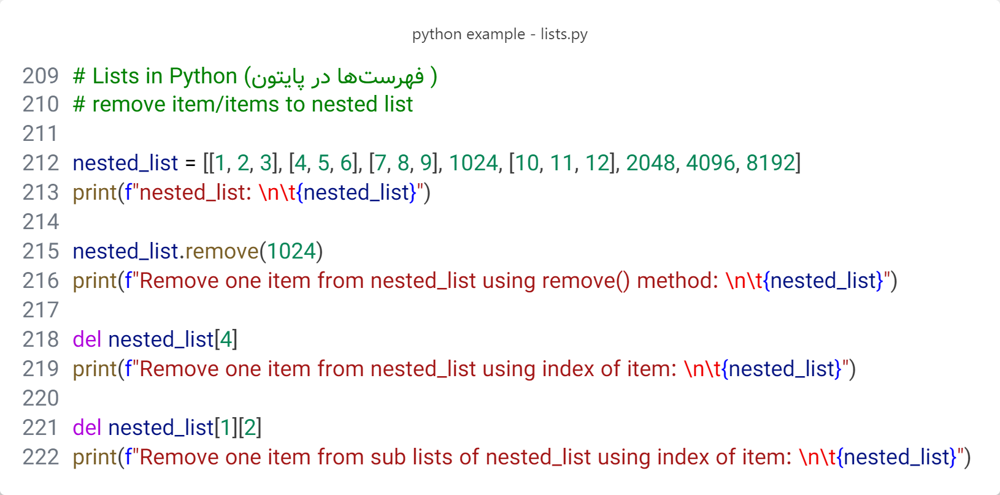 python example - lists.py
209 # Lists in Python (فهرست‌ها در پایتون )
210 # remove item/items to nested list
211
212 nested_list = [[1, 2, 3], [4, 5, 6], [7, 8, 9], 1024, [10, 11, 12], 2048, 4096, 8192]
213 print(f"nested_list: \n\t{nested_list}")
214
215 nested_list.remove(1024)
216 print(f"Remove one item from nested_list using remove() method: \n\t{nested_list}")
217
218 del nested_list[4]
219 print(f"Remove one item from nested_list using index of item: \n\t{nested_list}")
220
221 del nested_list[1][2]
222 print(f"Remove one item from sub lists of nested_list using index of item: \n\t{nested_list}")